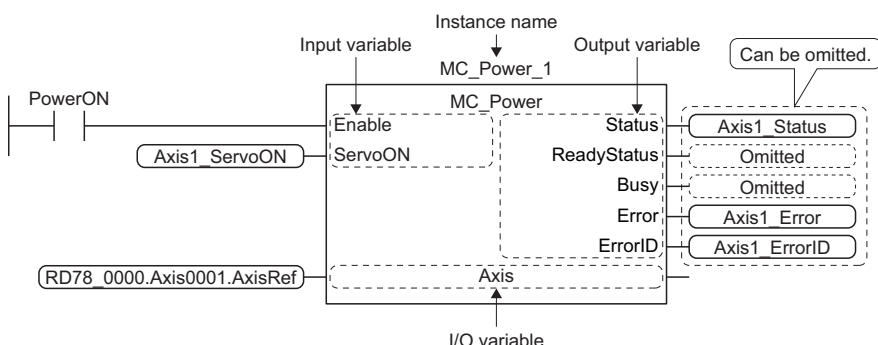 Instance name
Input variable
Output variable
Can be omitted.
MC_Power_1
PowerON
MC_Power
Enable
Status
Axis1_Status
Axis1_ServoON
ServoON
ReadyStatus
Omitted
Busy
Omitted
Error
Axis1_Error
ErrorID
Axis1_ErrorID
RD78_0000.Axis0001.AxisRef
Axis
I/O variable